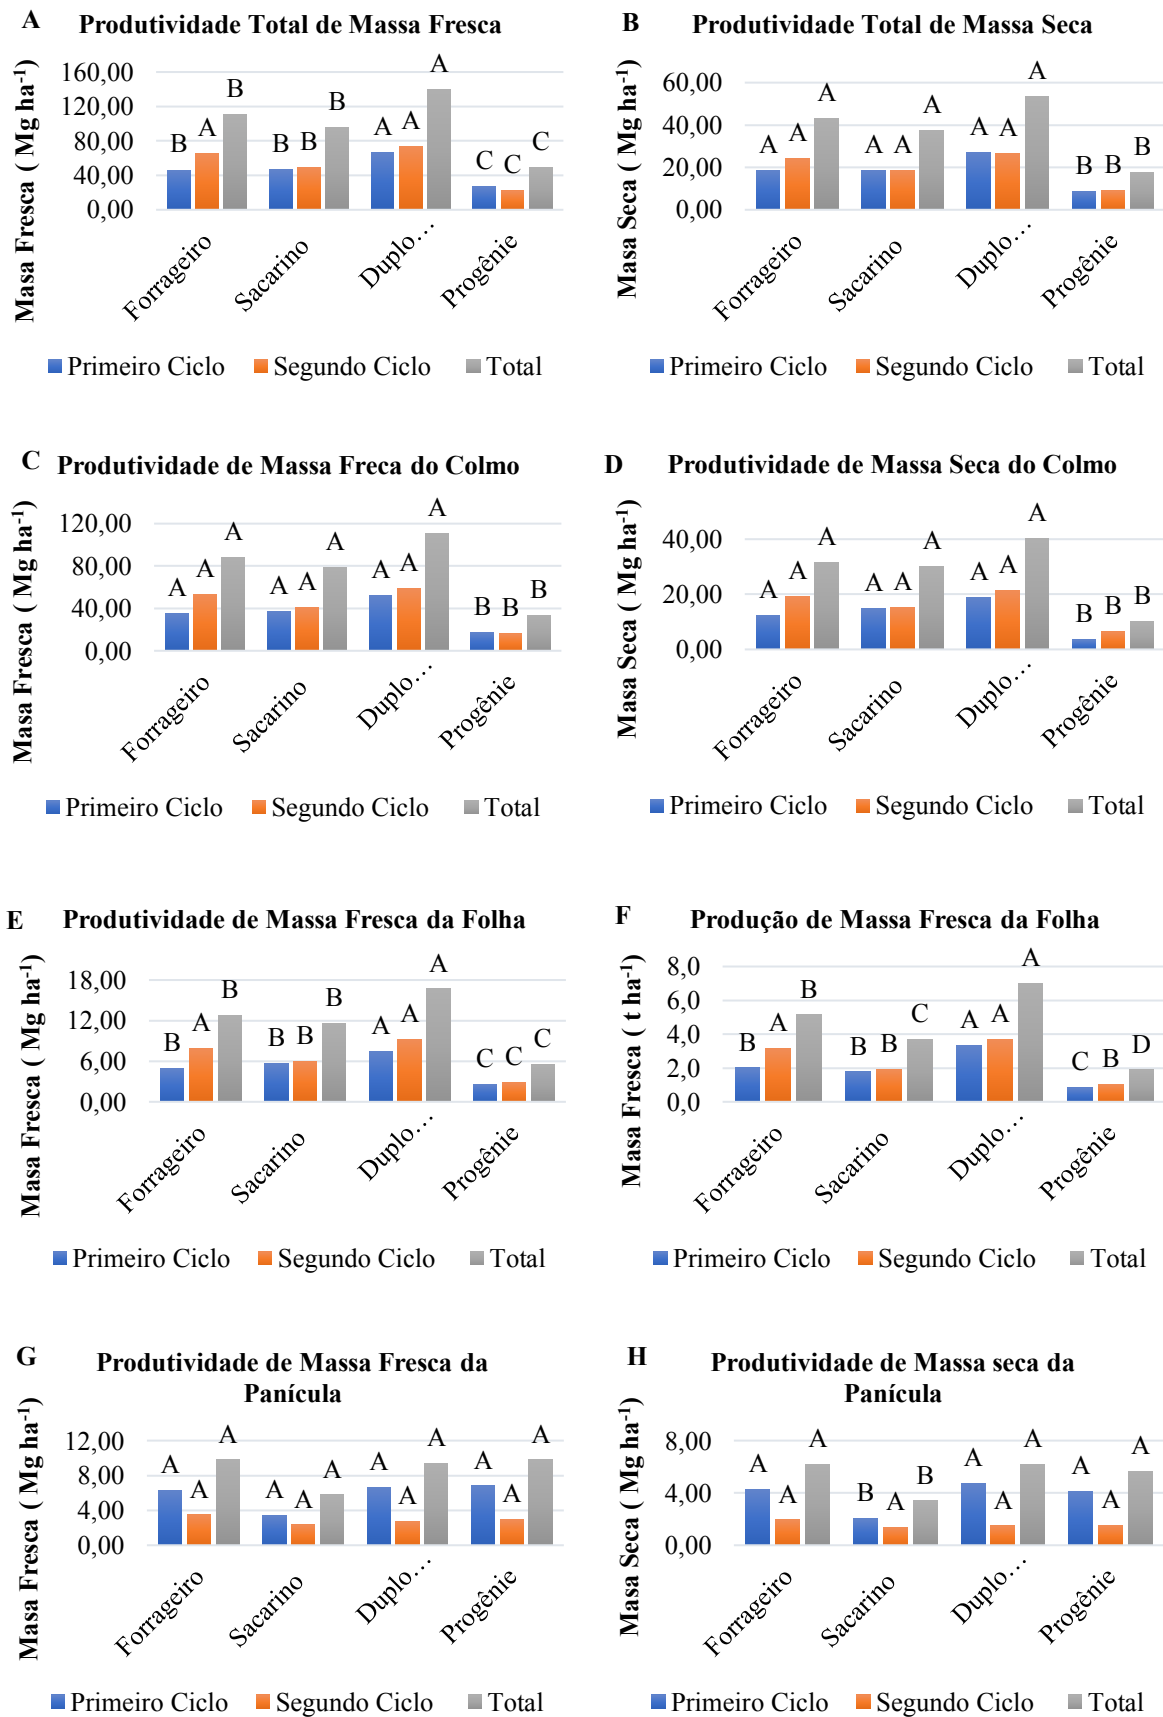 A Produtividade Total de Massa Fresca
Masa Fresca ( Mg ha-1)
160,00
120,00
80,00
40,00
0,00
B A B
B B B
A A A
C C C
Forrageiro
Sacarino
Duplo…
Progênie
Primeiro Ciclo Segundo Ciclo Total
B Produtividade Total de Massa Seca
Masa Seca ( Mg ha-1)
60,00
40,00
20,00
0,00
A A A
A A A
A A A
B B B
Forrageiro
Sacarino
Duplo…
Progênie
Primeiro Ciclo Segundo Ciclo Total
C Produtividade de Massa Freca do Colmo
Masa Fresca ( Mg ha-1)
120,00
80,00
40,00
0,00
A A A
A A A
A A A
B B B
Forrageiro
Sacarino
Duplo…
Progênie
Primeiro Ciclo Segundo Ciclo Total
D Produtividade de Massa Seca do Colmo
Masa Seca ( Mg ha-1)
40,00
20,00
0,00
A A A
A A A
A A A
B B B
Forrageiro
Sacarino
Duplo…
Progênie
Primeiro Ciclo Segundo Ciclo Total
E Produtividade de Massa Fresca da Folha
Masa Fresca ( Mg ha-1)
18,00
12,00
6,00
0,00
B A B
B B B
A A A
C C C
Forrageiro
Sacarino
Duplo…
Progênie
Primeiro Ciclo Segundo Ciclo Total
F Produção de Massa Fresca da Folha
Masa Fresca ( t ha-1)
8,0
6,0
4,0
2,0
0,0
B A B
B B C
A A A
C B D
Forrageiro
Sacarino
Duplo…
Progênie
Primeiro Ciclo Segundo Ciclo Total
G Produtividade de Massa Fresca da
Panícula
Masa Fresca ( Mg ha-1)
12,00
8,00
4,00
0,00
A A A
A A A
A A A
A A A
Forrageiro
Sacarino
Duplo…
Progênie
Primeiro Ciclo Segundo Ciclo Total
H Produtividade de Massa seca da
Panícula
Masa Seca ( Mg ha-1)
8,00
4,00
0,00
A A A
B A B
A A A
A A A
Forrageiro
Sacarino
Duplo…
Progênie
Primeiro Ciclo Segundo Ciclo Total